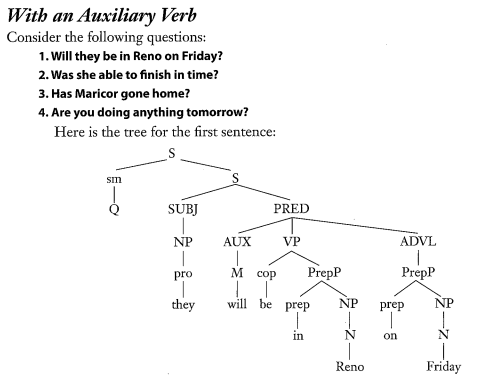 With an Auxiliary Verb
Consider the following questions:
1. Will they be in Reno on Friday?
2. Was she able to finish in time?
3. Has Maricor gone home?
4. Are you doing anything tomorrow?
Here is the tree for the first sentence:
S
sm S
Q SUBJ PRED
NP AUX VP ADVL
pro M cop PrepP PrepP
they will be prep NP prep NP
in N on N
Reno Friday